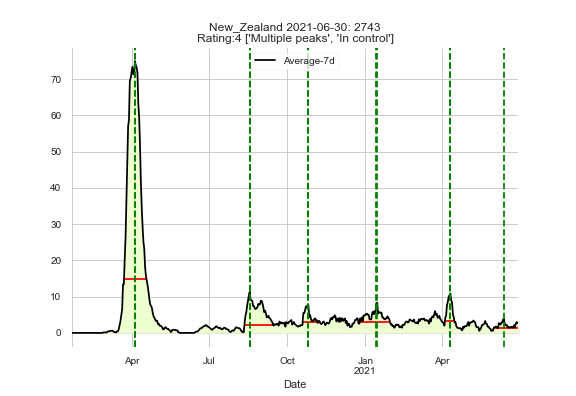 New_Zealand 2021-06-30: 2743
Rating:4 ['Multiple peaks', 'In control']
Average-7d
70
60
50
40
30
20
10
0
Apr
Jul
Oct
Jan
2021
Apr
Date